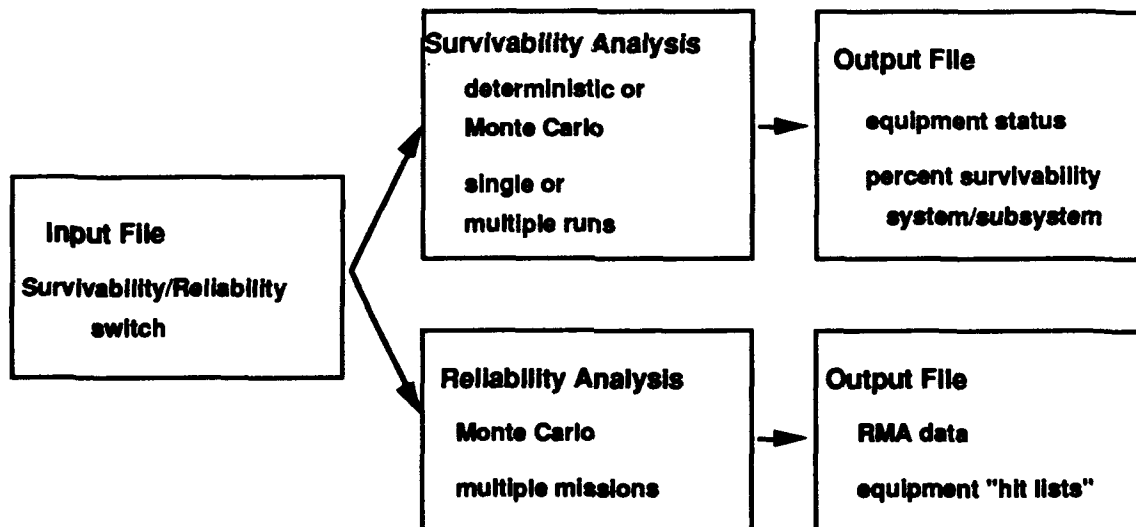 Input File
Survivability/Reliability
switch
Survivability Analysis
deterministic or
Monte Carlo
single or
multiple runs
Output File
equipment status
percent survivability
system/subsystem
Reliability Analysis
Monte Carlo
multiple missions
Output File
RMA data
equipment "hit lists"